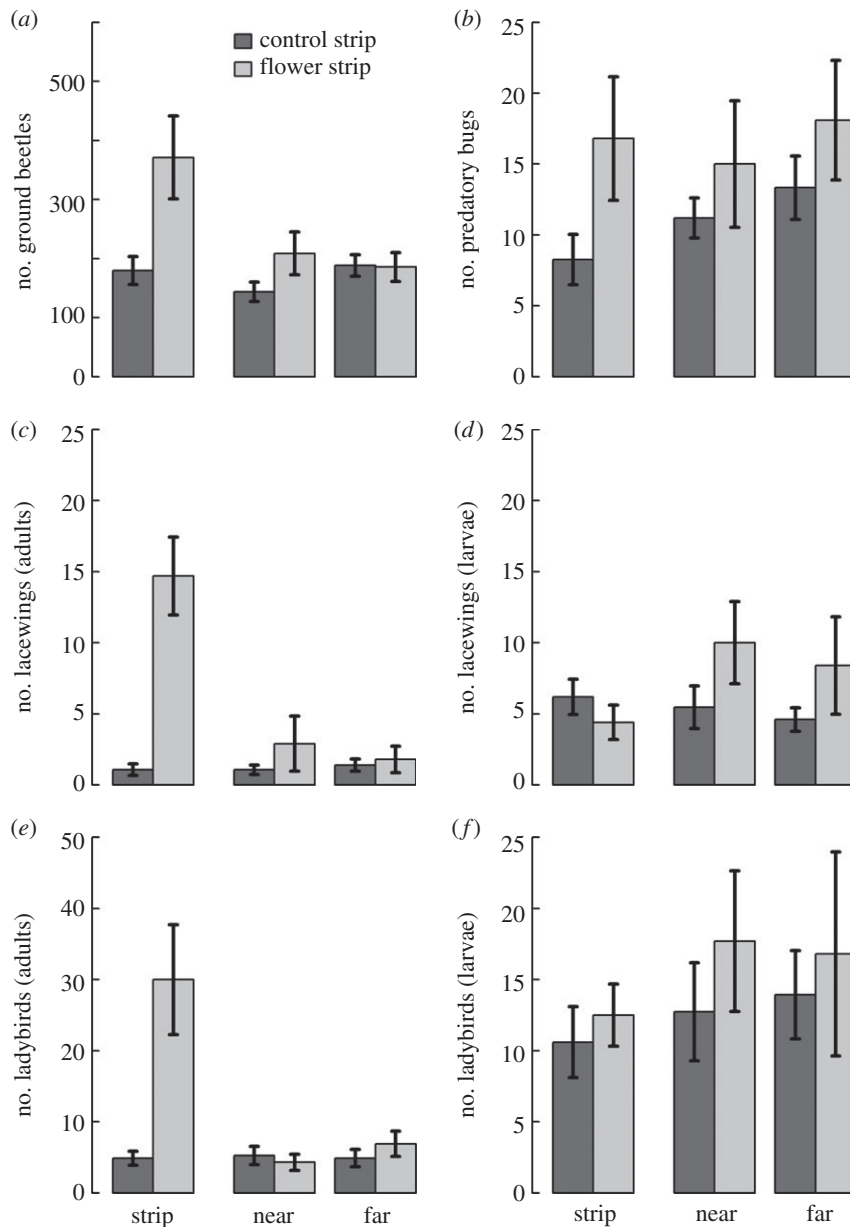 (a)
control strip
flower strip
no. ground beetles
500
300
100
0
(b)
no. predatory bugs
25
20
15
10
5
0
(c)
no. lacewings (adults)
25
20
15
10
5
0
(d)
no. lacewings (larvae)
25
20
15
10
5
0
(e)
no. ladybirds (adults)
50
40
30
20
10
0
strip near far
(f)
no. ladybirds (larvae)
25
20
15
10
5
0
strip near far